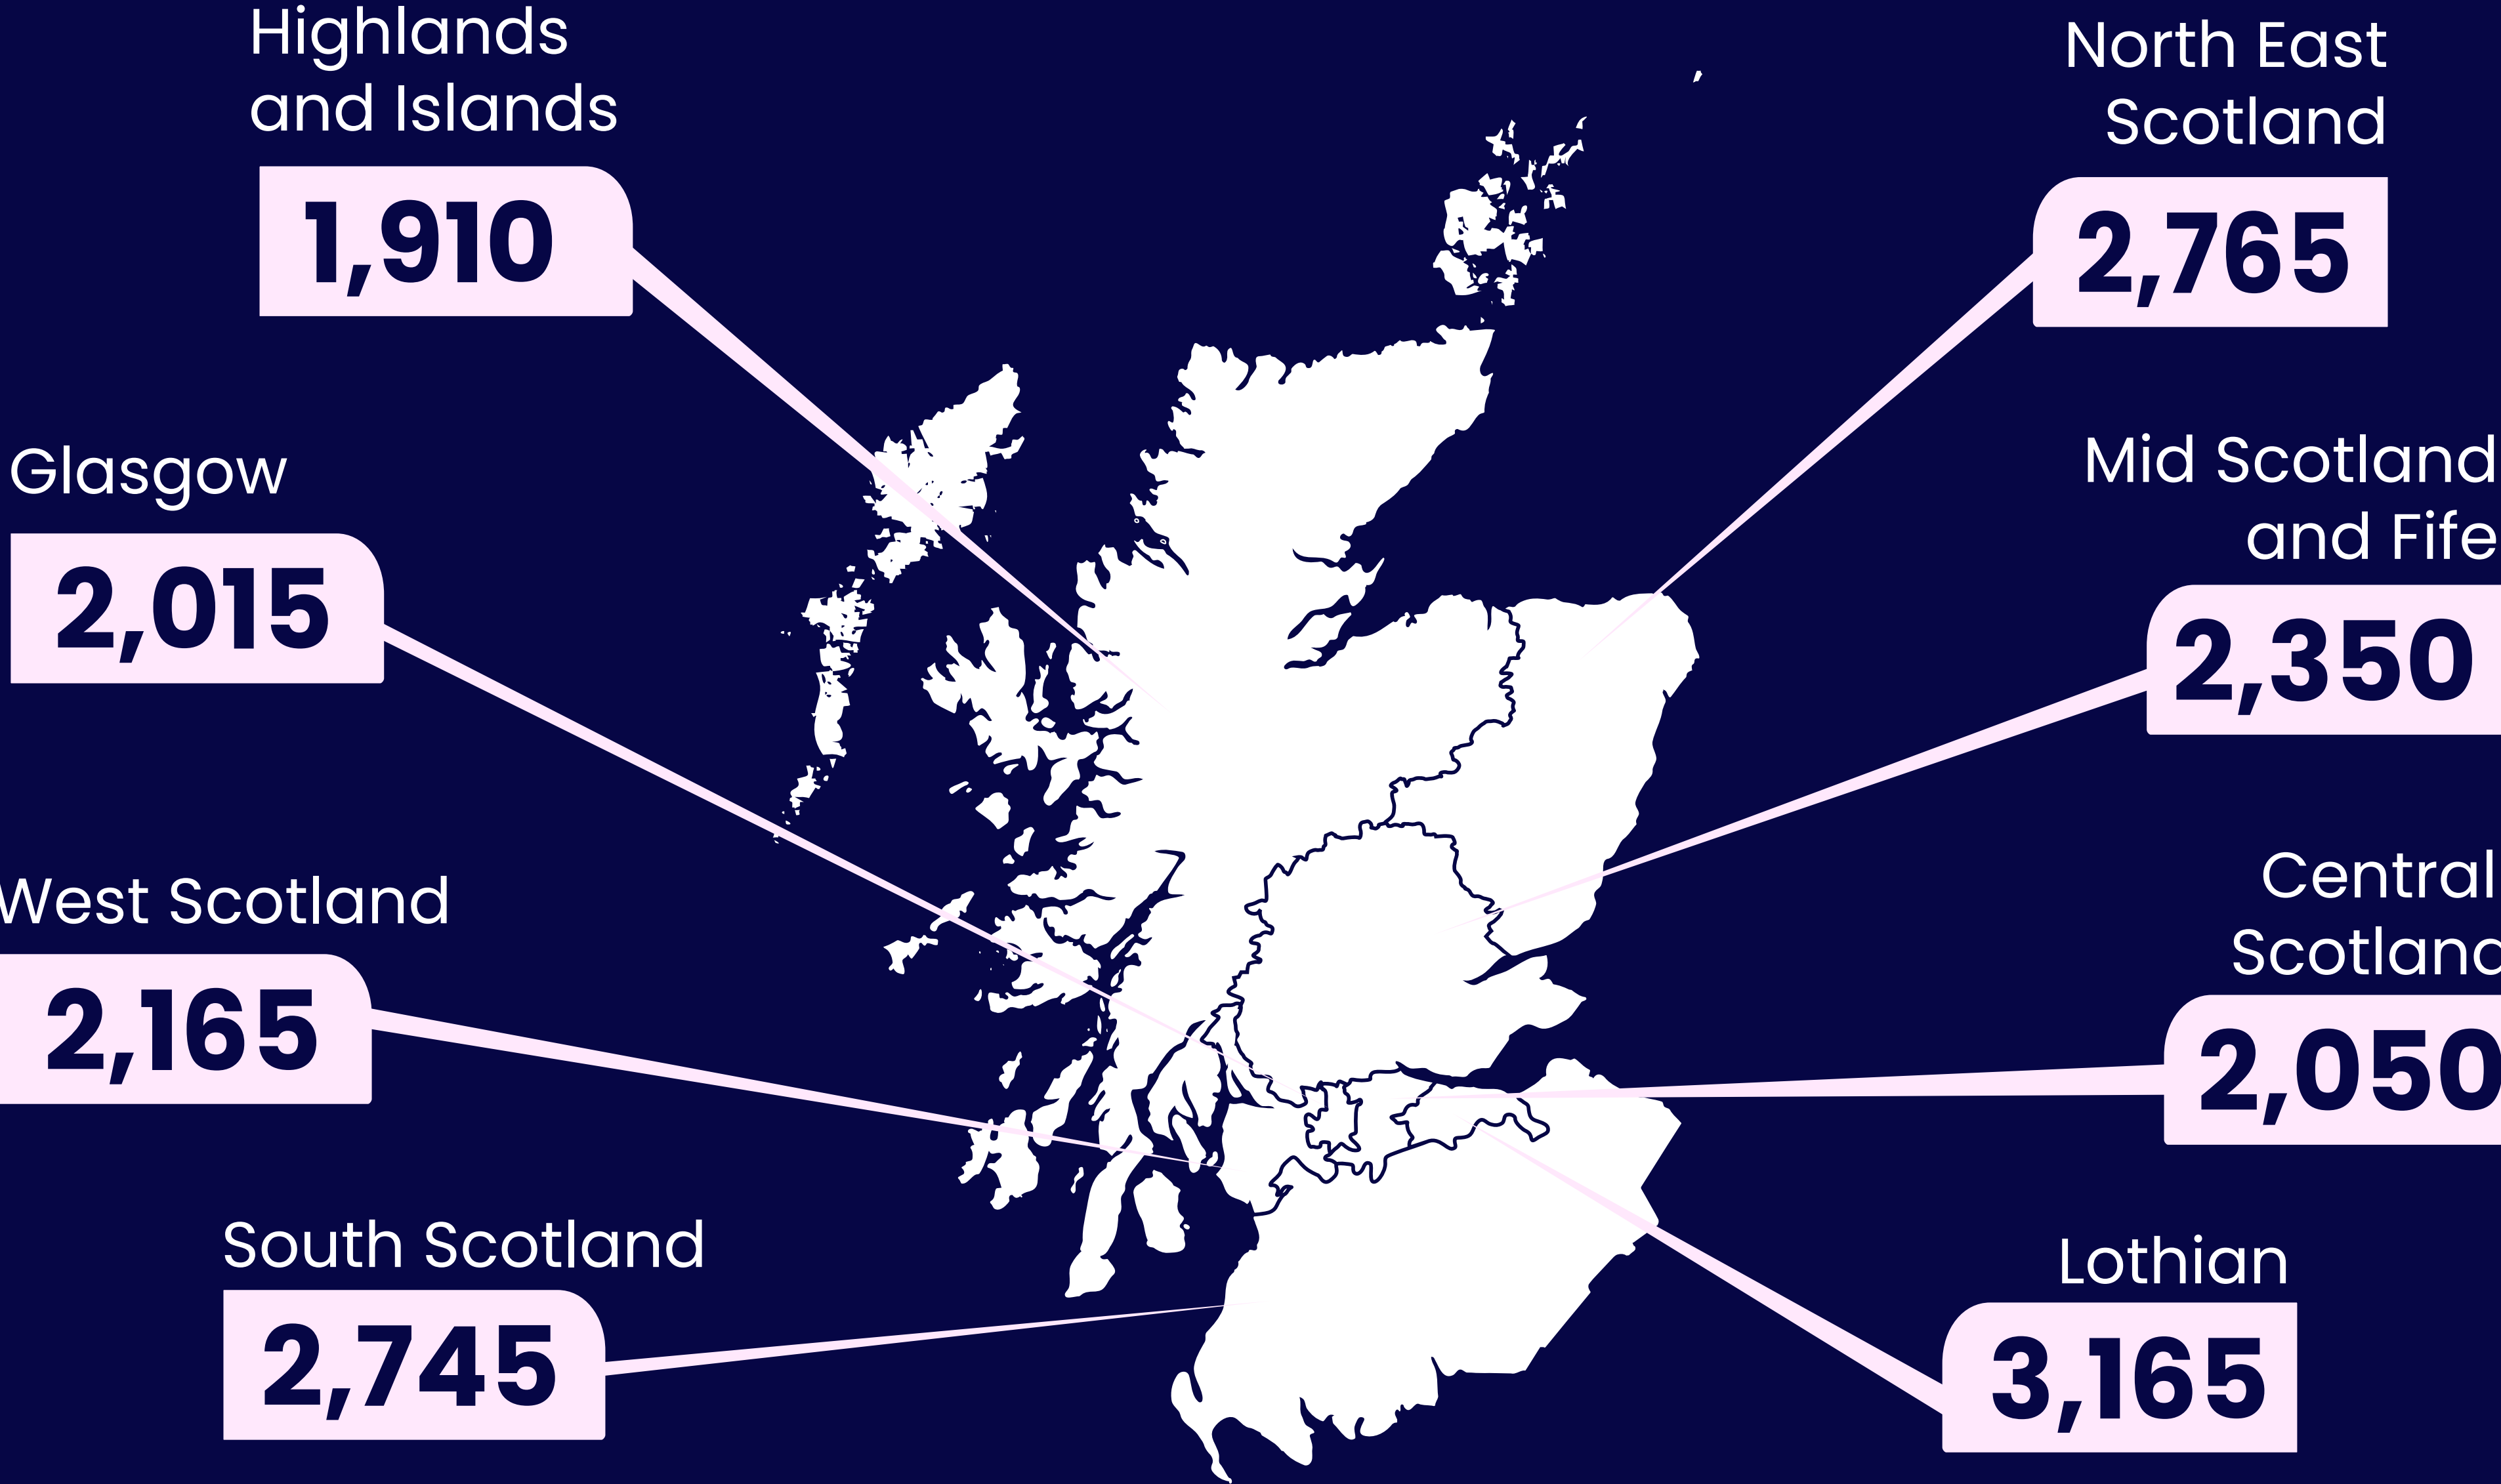 Highlands
and Islands
1,910
Glasgow
2,015
West Scotland
2,165
South Scotland
2,745
North East
Scotland
2,765
Mid Scotland
and Fife
2,350
Central
Scotland
2,050
Lothian
3,165